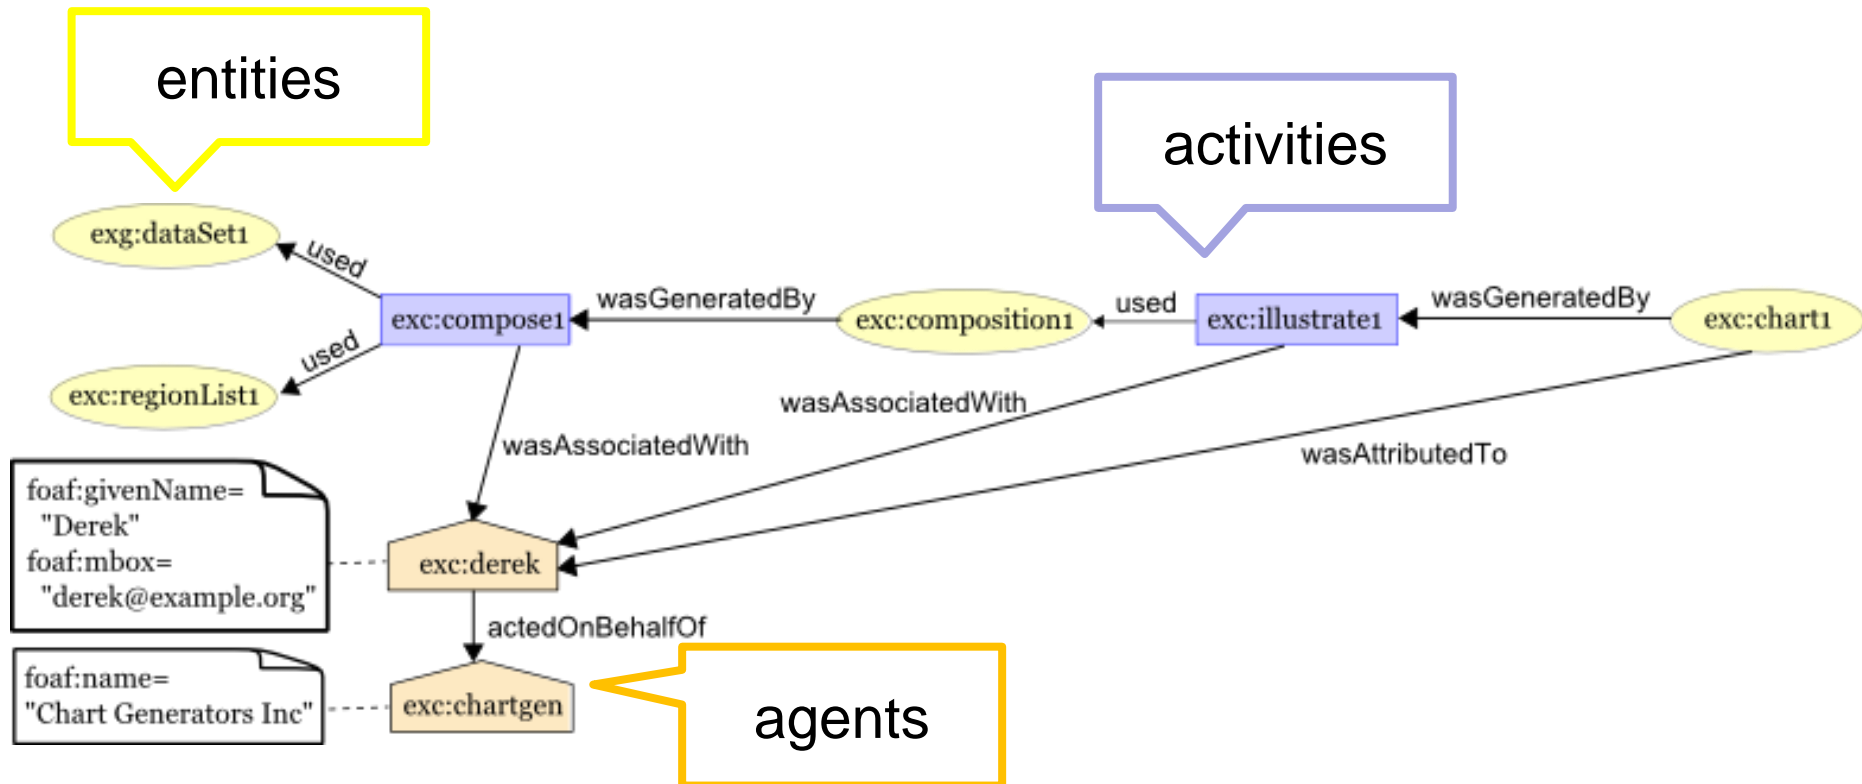 entities
activities
exg:dataSet1
used
exc:compose1
wasGeneratedBy
exc:composition1
used
exc:illustrate1
wasGeneratedBy
exc:chart1
used
exc:regionList1
wasAssociatedWith
wasAssociatedWith
wasAttributedTo
foaf:givenName=
"Derek"
foaf:mbox=
"derek@example.org"
exc:derek
actedOnBehalfOf
foaf:name=
"Chart Generators Inc"
exc:chartgen
agents